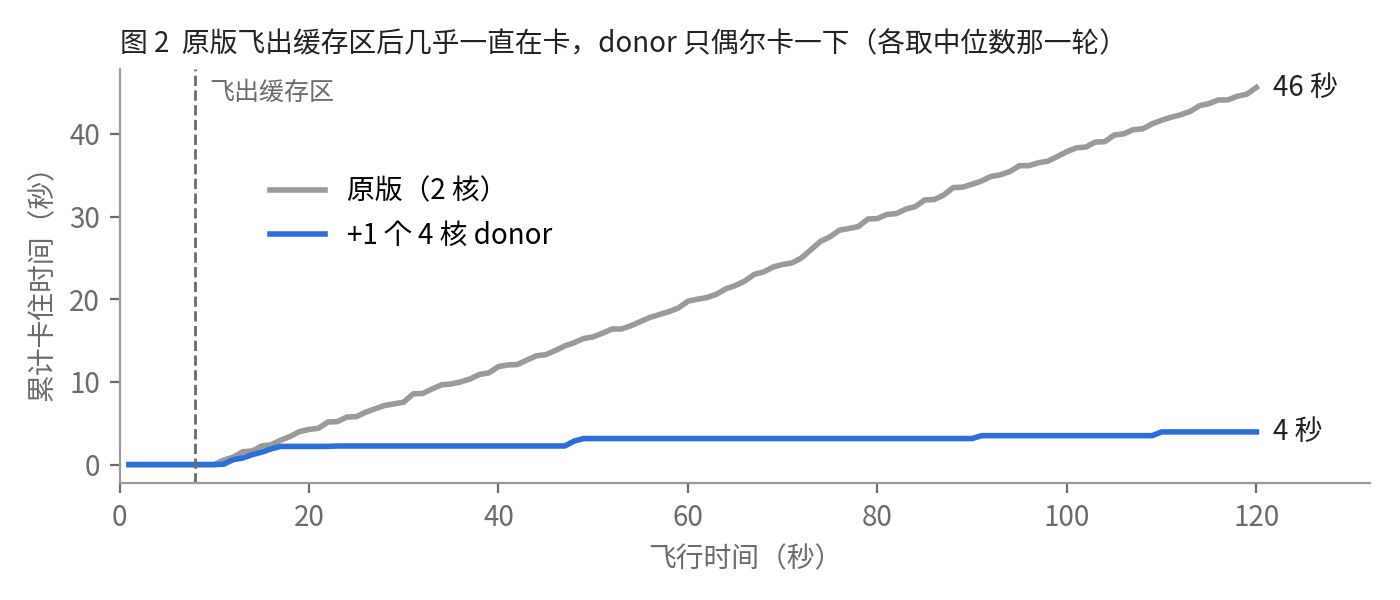 图 2 原版飞出缓存区后几乎一直在卡，donor 只偶尔卡一下（各取中位数那一轮）
飞出缓存区
46 秒
原版（2 核）
+1 个 4 核 donor
4 秒
累计卡住时间（秒）
40
30
20
10
0
0 20 40 60 80 100 120
飞行时间（秒）